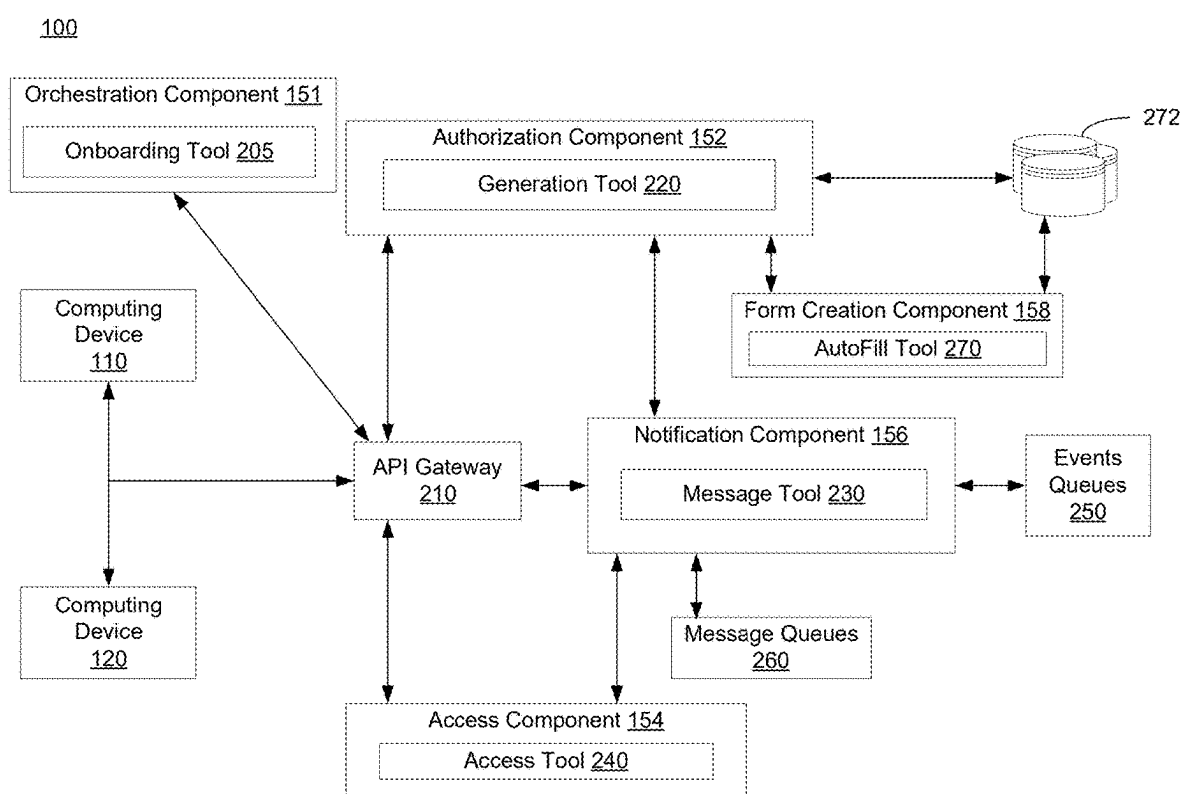 100
Orchestration Component 151
Onboarding Tool 205
Authorization Component 152
Generation Tool 220
272
Computing
Device
110
Form Creation Component 158
AutoFill Tool 270
API Gateway
210
Notification Component 156
Message Tool 230
Events
Queues
250
Computing
Device
120
Message Queues
260
Access Component 154
Access Tool 240